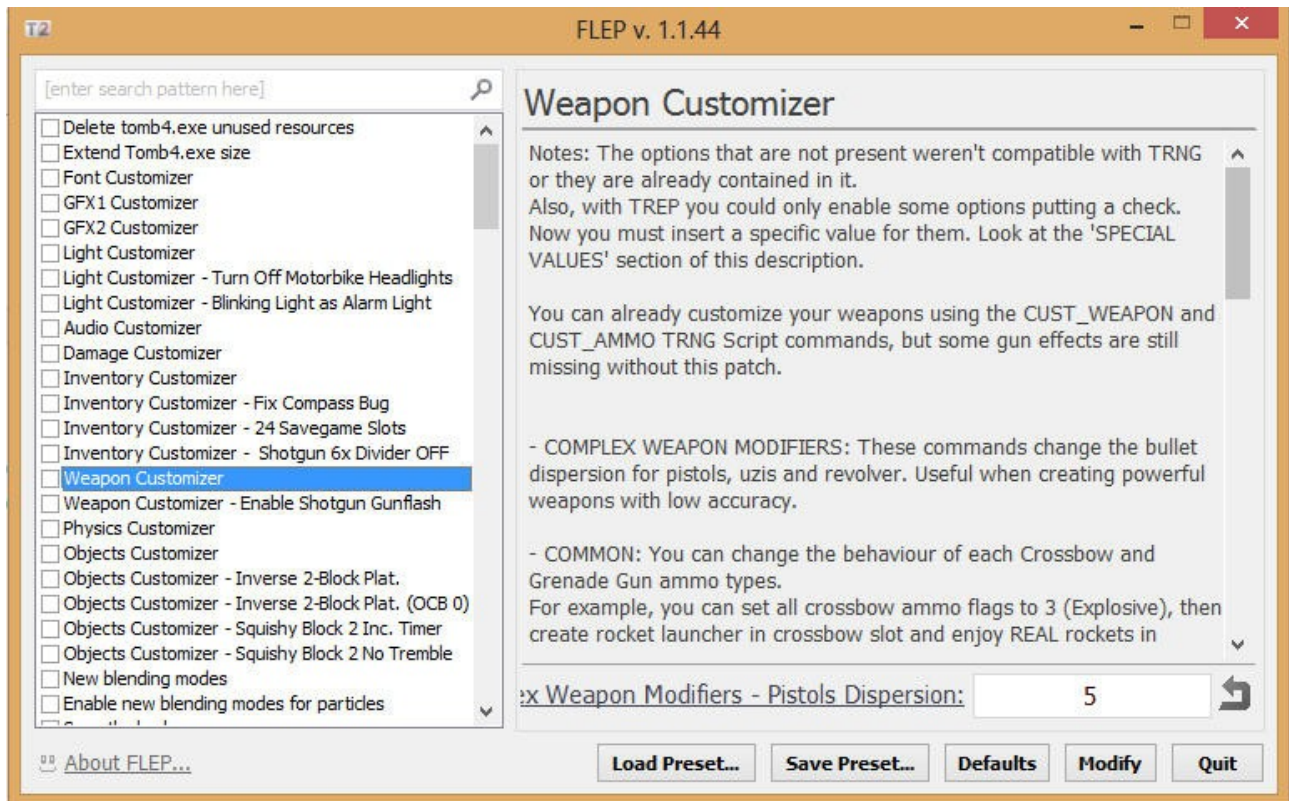 T2
FLEP v. 1.1.44
[enter search pattern here]
Delete tomb4.exe unused resources
Extend Tomb4.exe size
Font Customizer
GFX1 Customizer
GFX2 Customizer
Light Customizer
Light Customizer - Turn Off Motorbike Headlights
Light Customizer - Blinking Light as Alarm Light
Audio Customizer
Damage Customizer
Inventory Customizer
Inventory Customizer - Fix Compass Bug
Inventory Customizer - 24 Savegame Slots
Inventory Customizer - Shotgun 6x Divider OFF
Weapon Customizer
Weapon Customizer - Enable Shotgun Gunflash
Physics Customizer
Objects Customizer
Objects Customizer - Inverse 2-Block Plat.
Objects Customizer - Inverse 2-Block Plat. (OCB 0)
Objects Customizer - Squishy Block 2 Inc. Timer
Objects Customizer - Squishy Block 2 No Tremble
New blending modes
Enable new blending modes for particles
Weapon Customizer
Notes: The options that are not present weren't compatible with TRNG
or they are already contained in it.
Also, with TREP you could only enable some options putting a check.
Now you must insert a specific value for them. Look at the 'SPECIAL
VALUES' section of this description.
You can already customize your weapons using the CUST_WEAPON and
CUST_AMMO TRNG Script commands, but some gun effects are still
missing without this patch.
- COMPLEX WEAPON MODIFIERS: These commands change the bullet
dispersion for pistols, uzis and revolver. Useful when creating powerful
weapons with low accuracy.
- COMMON: You can change the behaviour of each Crossbow and
Grenade Gun ammo types.
For example, you can set all crossbow ammo flags to 3 (Explosive), then
create rocket launcher in crossbow slot and enjoy REAL rockets in
ex Weapon Modifiers - Pistols Dispersion: 5
About FLEP...
Load Preset... Save Preset... Defaults Modify Quit